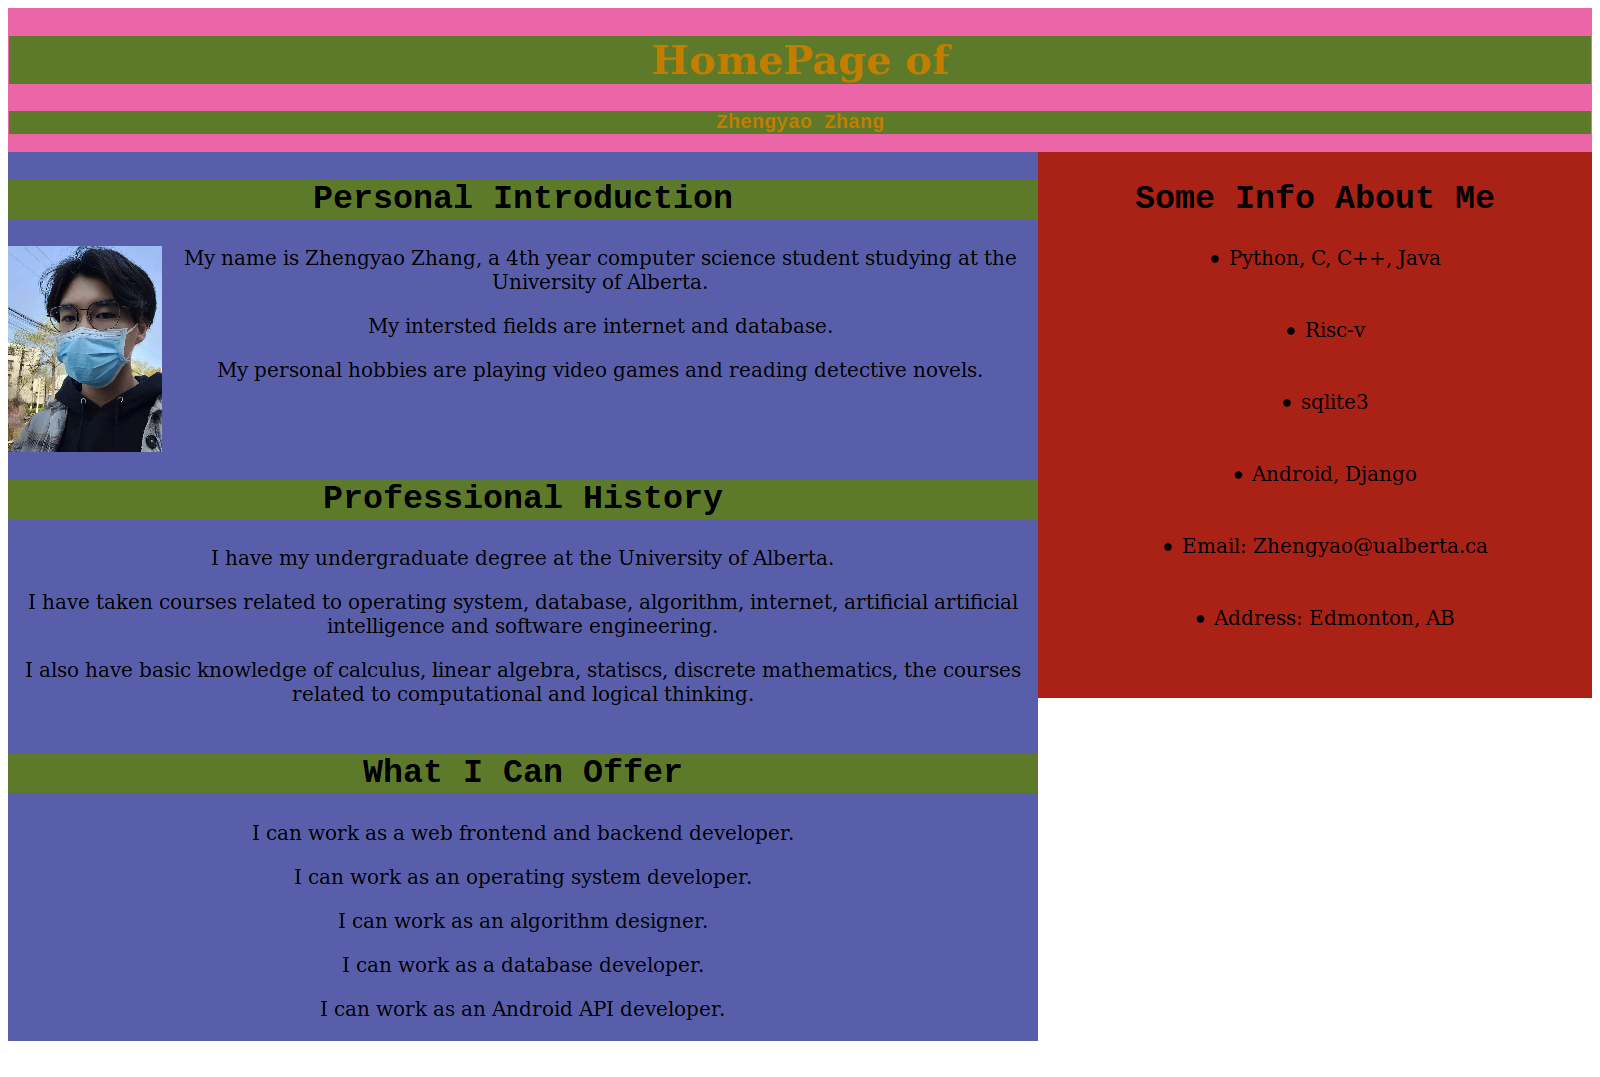 HomePage of
Zhengyao Zhang
Personal Introduction
My name is Zhengyao Zhang, a 4th year computer science student studying at the
University of Alberta.
My intersted fields are internet and database.
My personal hobbies are playing video games and reading detective novels.
Professional History
I have my undergraduate degree at the University of Alberta.
I have taken courses related to operating system, database, algorithm, internet, artificial artificial
intelligence and software engineering.
I also have basic knowledge of calculus, linear algebra, statiscs, discrete mathematics, the courses
related to computational and logical thinking.
What I Can Offer
I can work as a web frontend and backend developer.
I can work as an operating system developer.
I can work as an algorithm designer.
I can work as a database developer.
I can work as an Android API developer.
Some Info About Me
• Python, C, C++, Java
• Risc-v
• sqlite3
• Android, Django
• Email: Zhengyao@ualberta.ca
• Address: Edmonton, AB